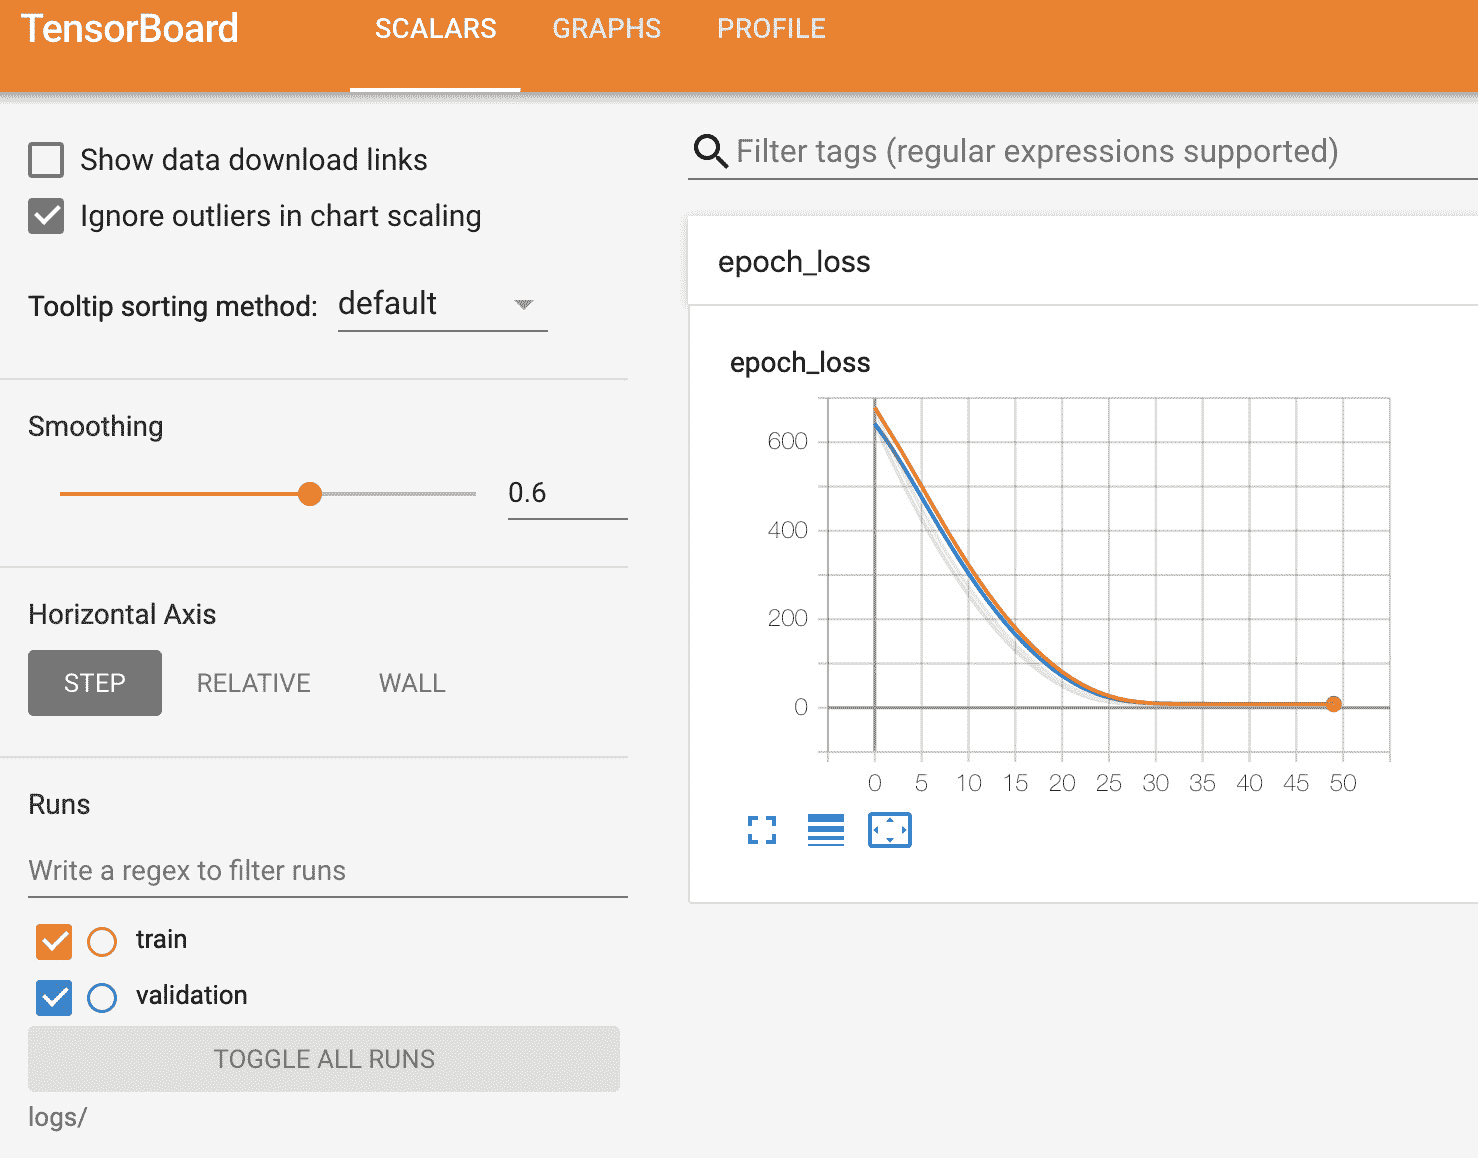 TensorBoard SCALARS GRAPHS PROFILE
Show data download links
Ignore outliers in chart scaling
Tooltip sorting method: default
Smoothing
0.6
Horizontal Axis
STEP RELATIVE WALL
Runs
Write a regex to filter runs
train
validation
TOGGLE ALL RUNS
logs/
Filter tags (regular expressions supported)
epoch_loss
epoch_loss
600
400
200
0
0 5 10 15 20 25 30 35 40 45 50